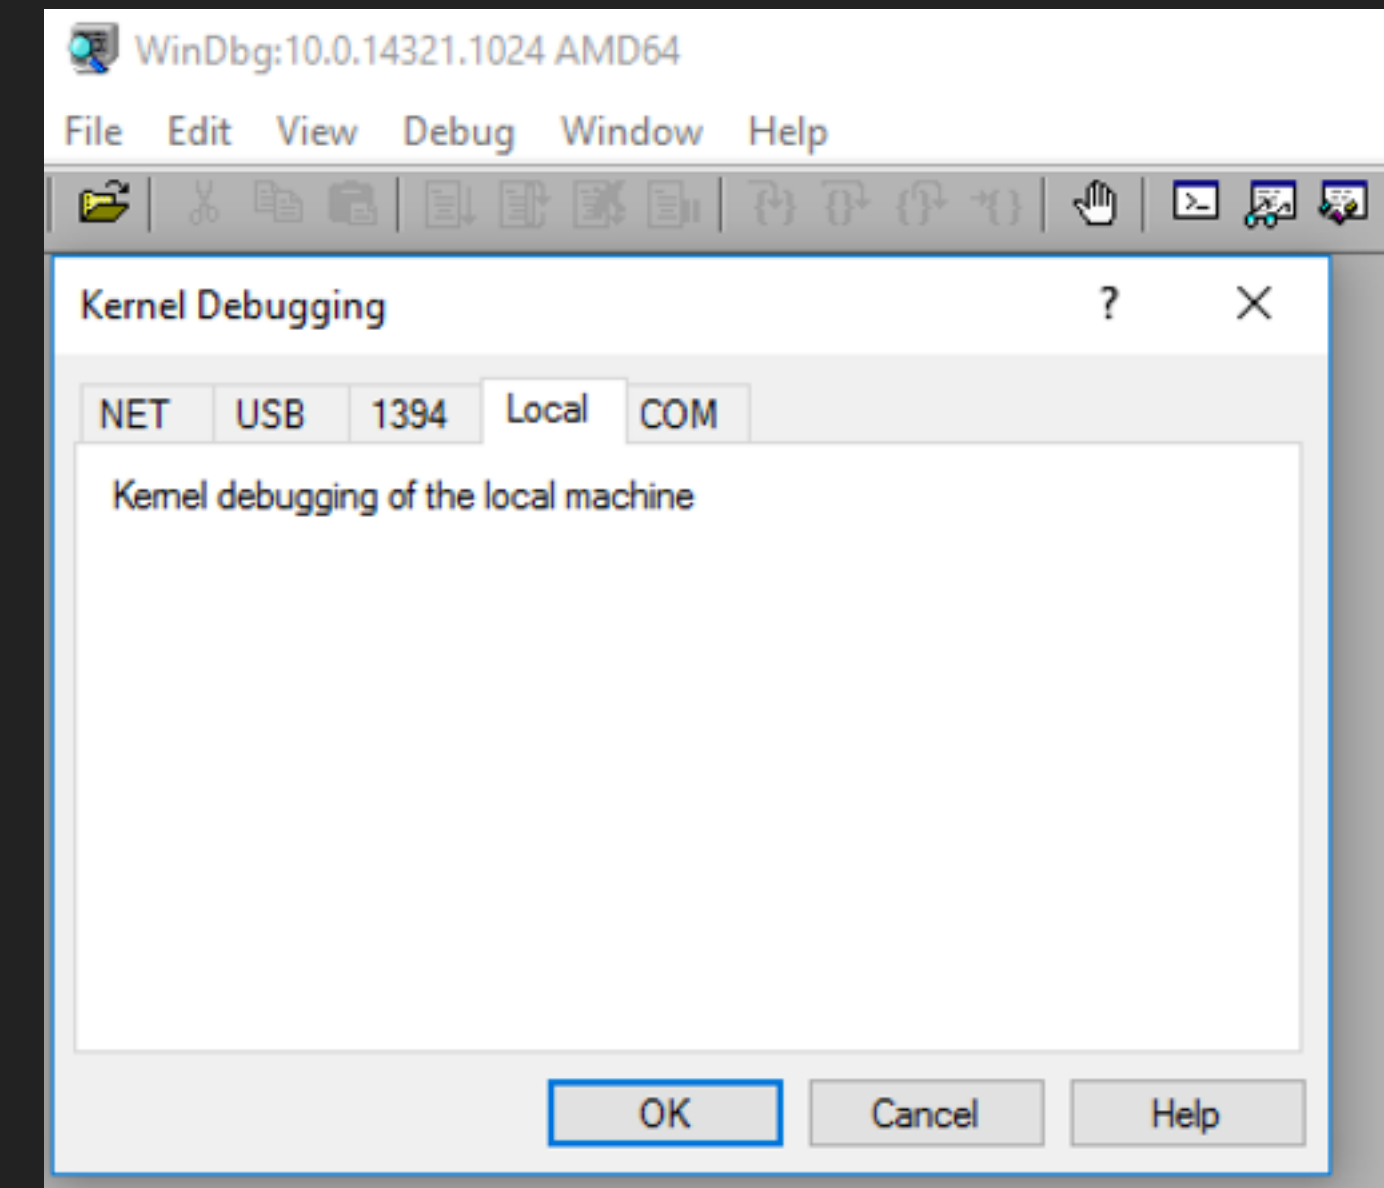 WinDbg:10.0.14321.1024 AMD64
File Edit View Debug Window Help
Kernel Debugging ?
NET USB 1394 Local COM
Kernel debugging of the local machine
OK Cancel Help